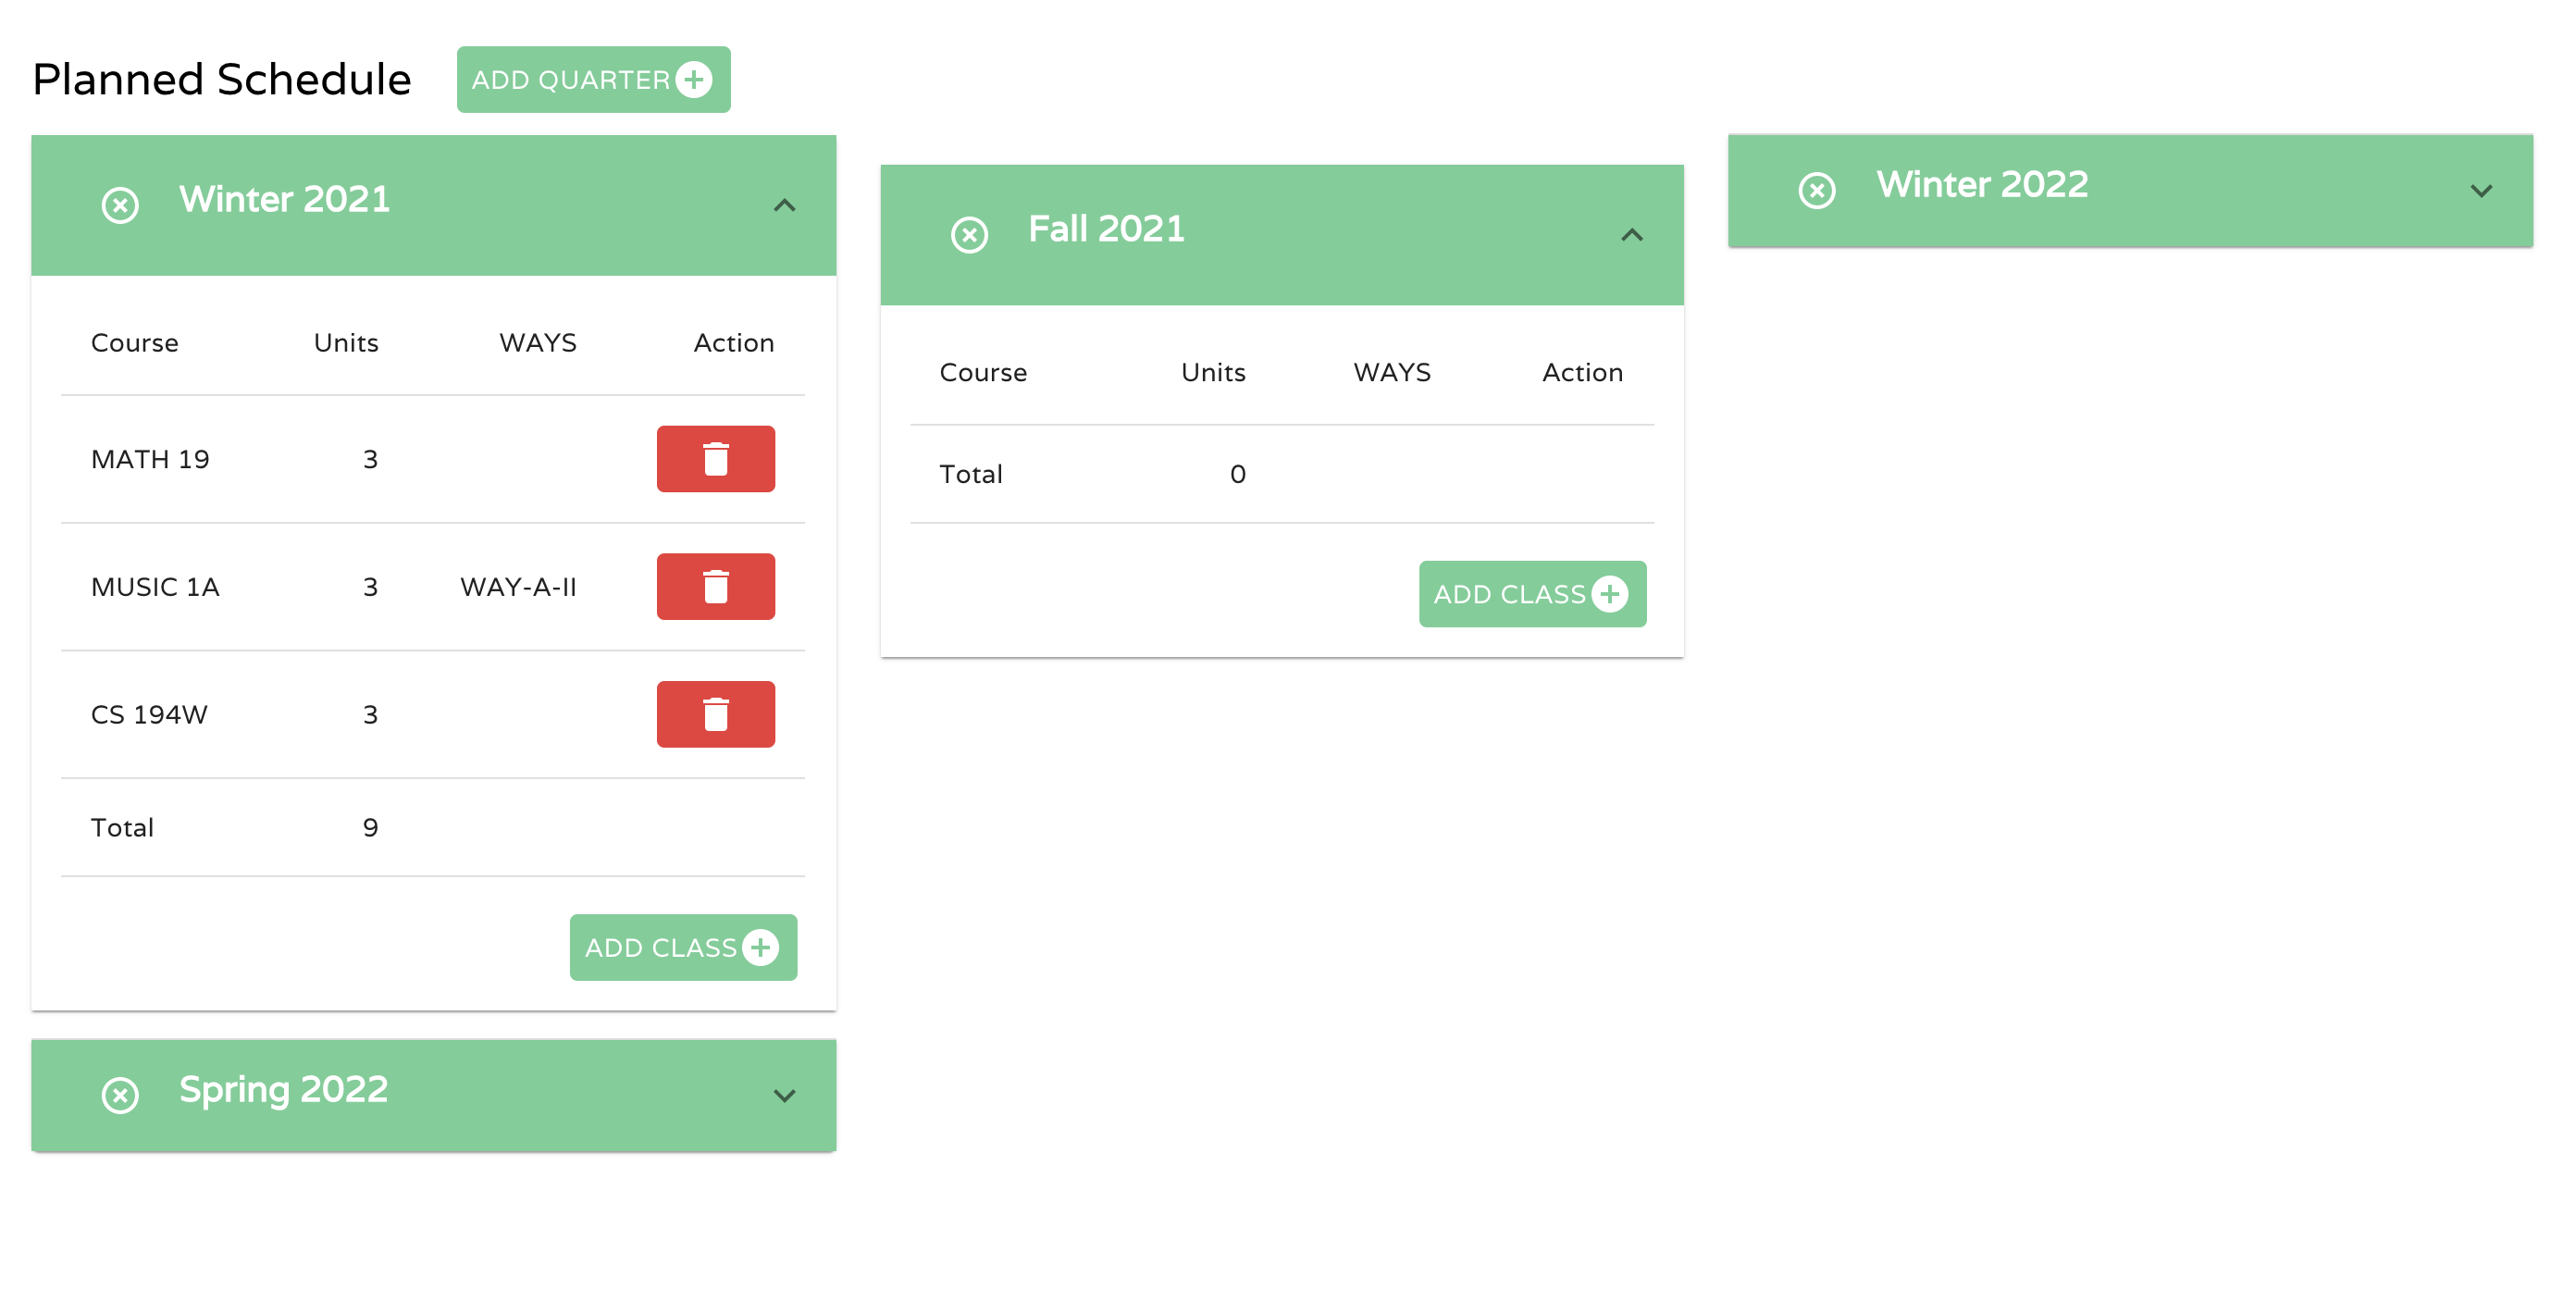 Planned Schedule
ADD QUARTER
Winter 2021
Course Units WAYS Action
MATH 19 3
MUSIC 1A 3 WAY-A-II
CS 194W 3
Total 9
ADD CLASS
Fall 2021
Course Units WAYS Action
Total 0
ADD CLASS
Winter 2022
Spring 2022